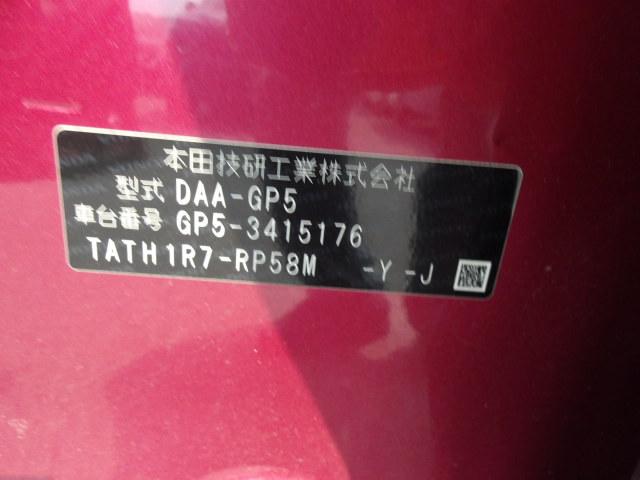 本田技研工業株式会社
型式 DAA-GP5
車台番号 GP5-3415176
TATH1R7-RP58M -Y -J